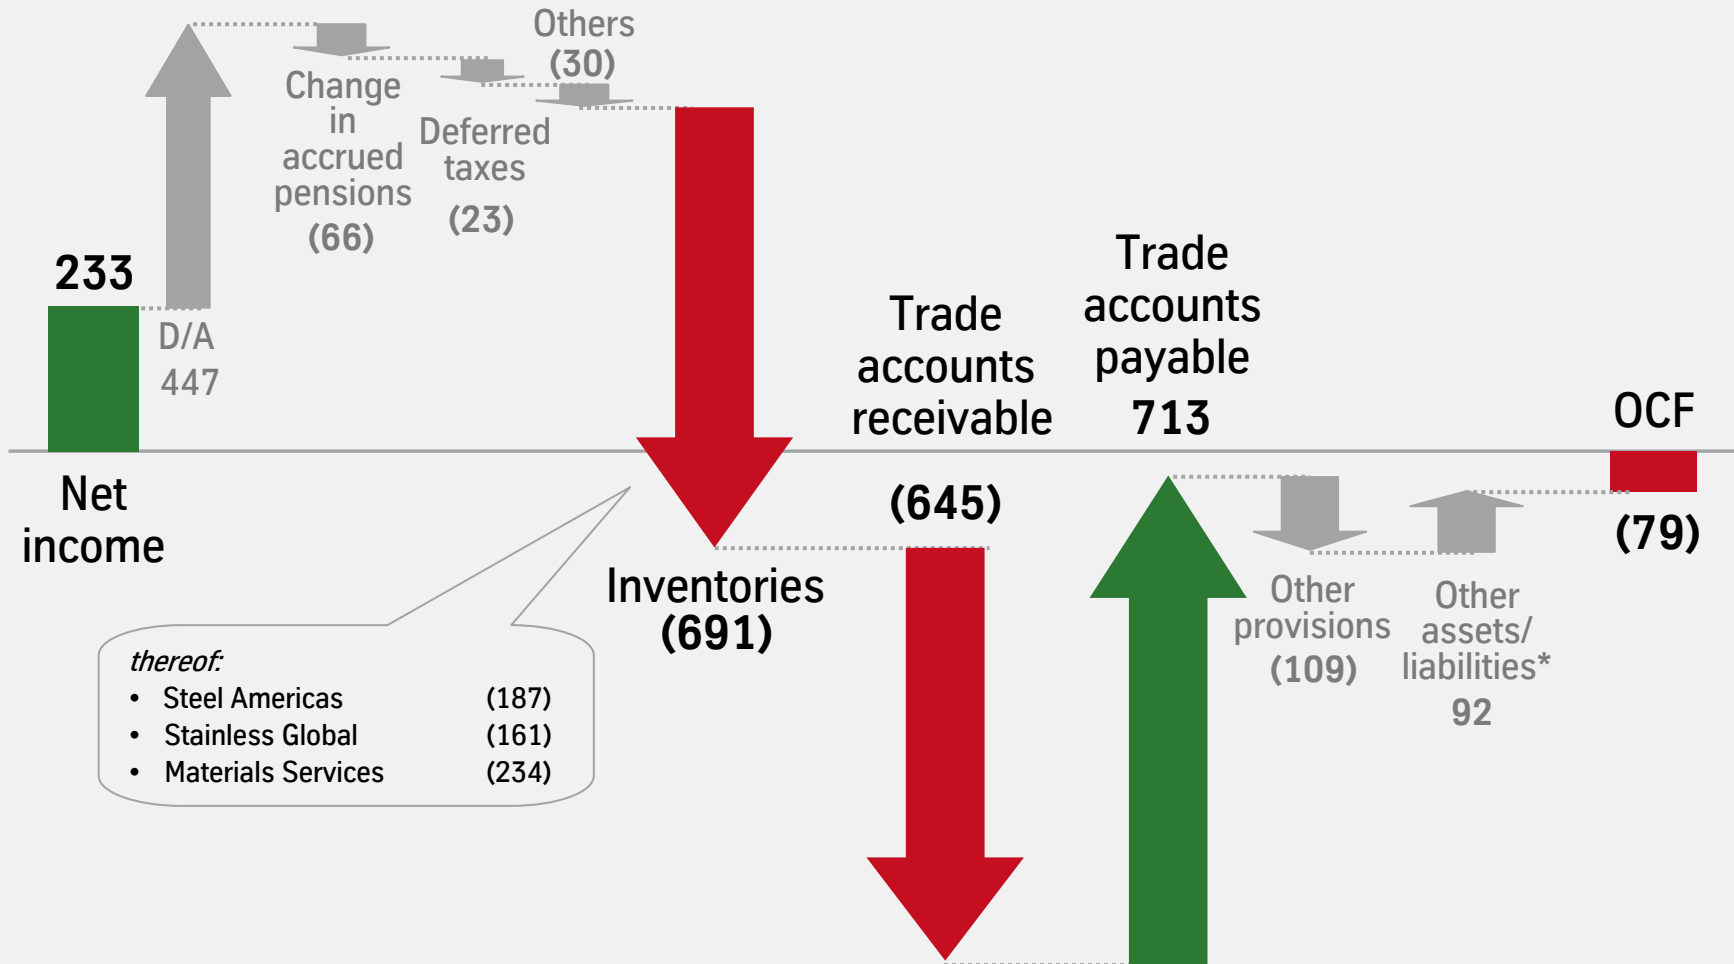 233
Net
income
D/A
447
Change
in
accrued
pensions
(66)
Deferred
taxes
(23)
Others
(30)
Inventories
(691)
thereof:
• Steel Americas (187)
• Stainless Global (161)
• Materials Services (234)
Trade
accounts
receivable
(645)
Trade
accounts
payable
713
Other
provisions
(109)
Other
assets/
liabilities*
92
OCF
(79)